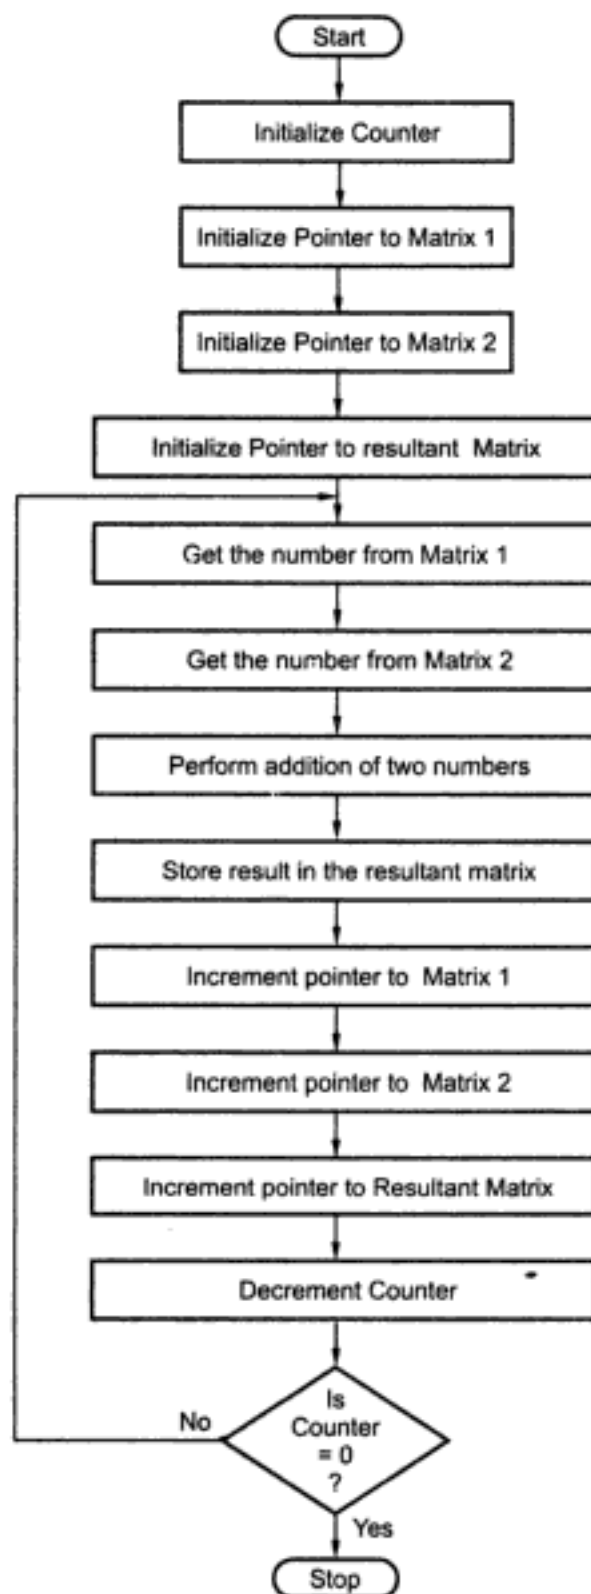 Start
Initialize Counter
Initialize Pointer to Matrix 1
Initialize Pointer to Matrix 2
Initialize Pointer to resultant Matrix
Get the number from Matrix 1
Get the number from Matrix 2
Perform addition of two numbers
Store result in the resultant matrix
Increment pointer to Matrix 1
Increment pointer to Matrix 2
Increment pointer to Resultant Matrix
Decrement Counter
Is
Counter
= 0
?
No
Yes
Stop